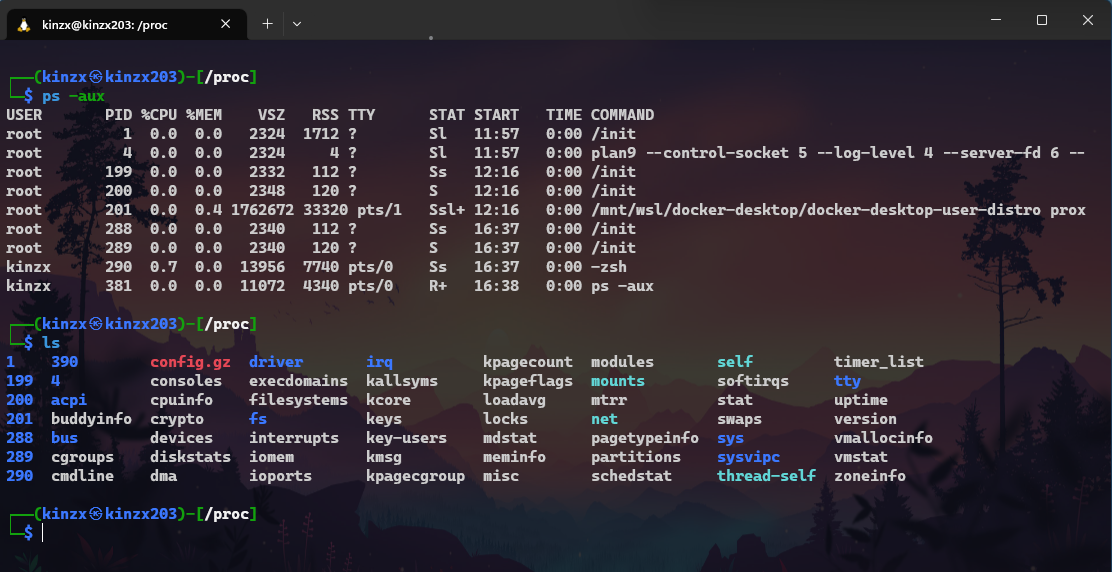 kinzx@kinzx203: /proc
┌──(kinzx㉿kinzx203)-[/proc]
└─$ ps -aux
USER       PID %CPU %MEM    VSZ   RSS TTY      STAT START   TIME COMMAND
root         1  0.0  0.0   2324  1712 ?        Sl   11:57   0:00 /init
root         4  0.0  0.0   2324     4 ?        Sl   11:57   0:00 plan9 --control-socket 5 --log-level 4 --server-fd 6 --
root       199  0.0  0.0   2332   112 ?        Ss   12:16   0:00 /init
root       200  0.0  0.0   2348   120 ?        S    12:16   0:00 /init
root       201  0.0  0.4 1762672 33320 pts/1   Ssl+ 12:16   0:00 /mnt/wsl/docker-desktop/docker-desktop-user-distro prox
root       288  0.0  0.0   2340   112 ?        Ss   16:37   0:00 /init
root       289  0.0  0.0   2340   120 ?        S    16:37   0:00 /init
kinzx      290  0.7  0.0  13956  7740 pts/0    Ss   16:37   0:00 -zsh
kinzx      381  0.0  0.0  11072  4340 pts/0    R+   16:38   0:00 ps -aux
┌──(kinzx㉿kinzx203)-[/proc]
└─$ ls
1    390        config.gz  driver       irq         kpagecount  modules       self         timer_list
199  4          consoles   execdomains  kallsyms    kpageflags  mounts        softirqs     tty
200  acpi       cpuinfo    filesystems  kcore       loadavg     mtrr          stat         uptime
201  buddyinfo  crypto     fs           keys        locks       net           swaps        version
288  bus        devices    interrupts   key-users   mdstat      pagetypeinfo  sys          vmallocinfo
289  cgroups    diskstats  iomem        kmsg        meminfo     partitions    sysvipc      vmstat
290  cmdline    dma        ioports      kpagecgroup  misc        schedstat     thread-self  zoneinfo
┌──(kinzx㉿kinzx203)-[/proc]
└─$